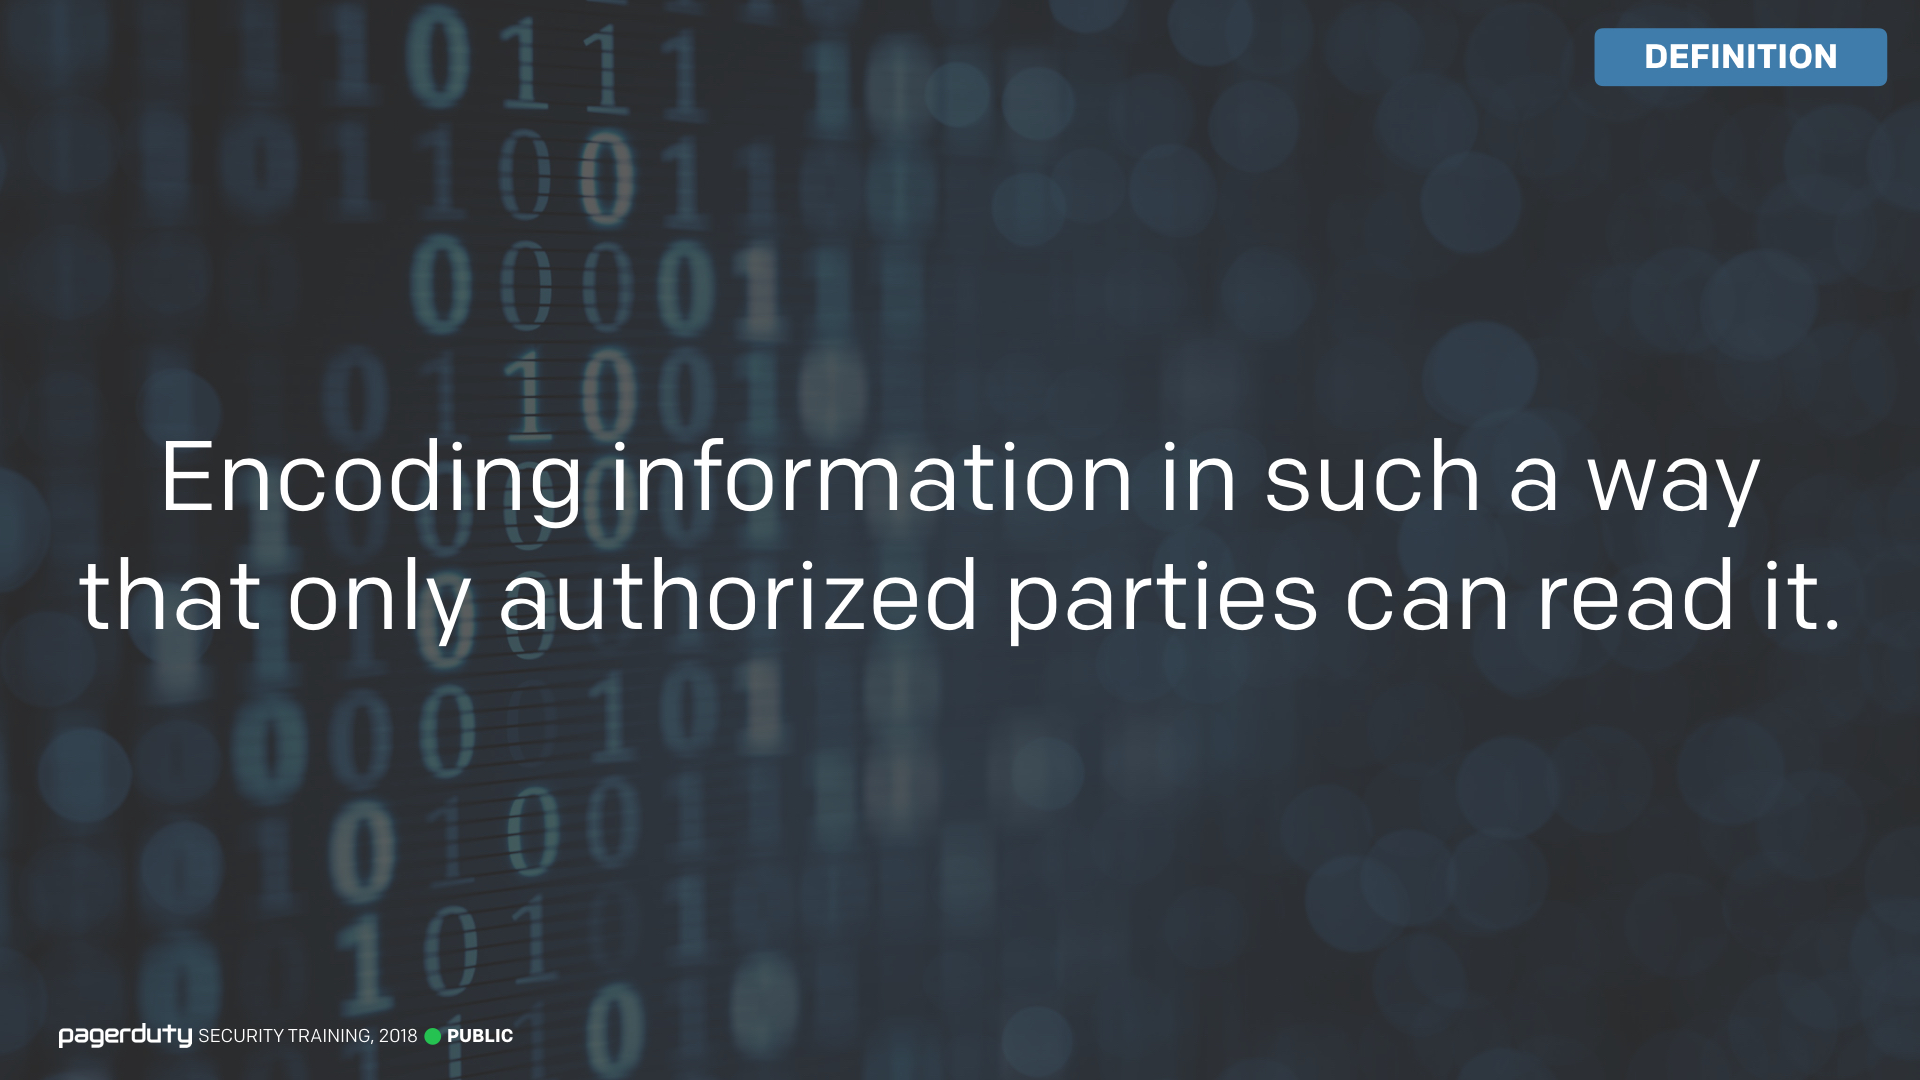 DEFINITION
Encoding information in such a way
that only authorized parties can read it.
pagerduty SECURITY TRAINING, 2018 PUBLIC